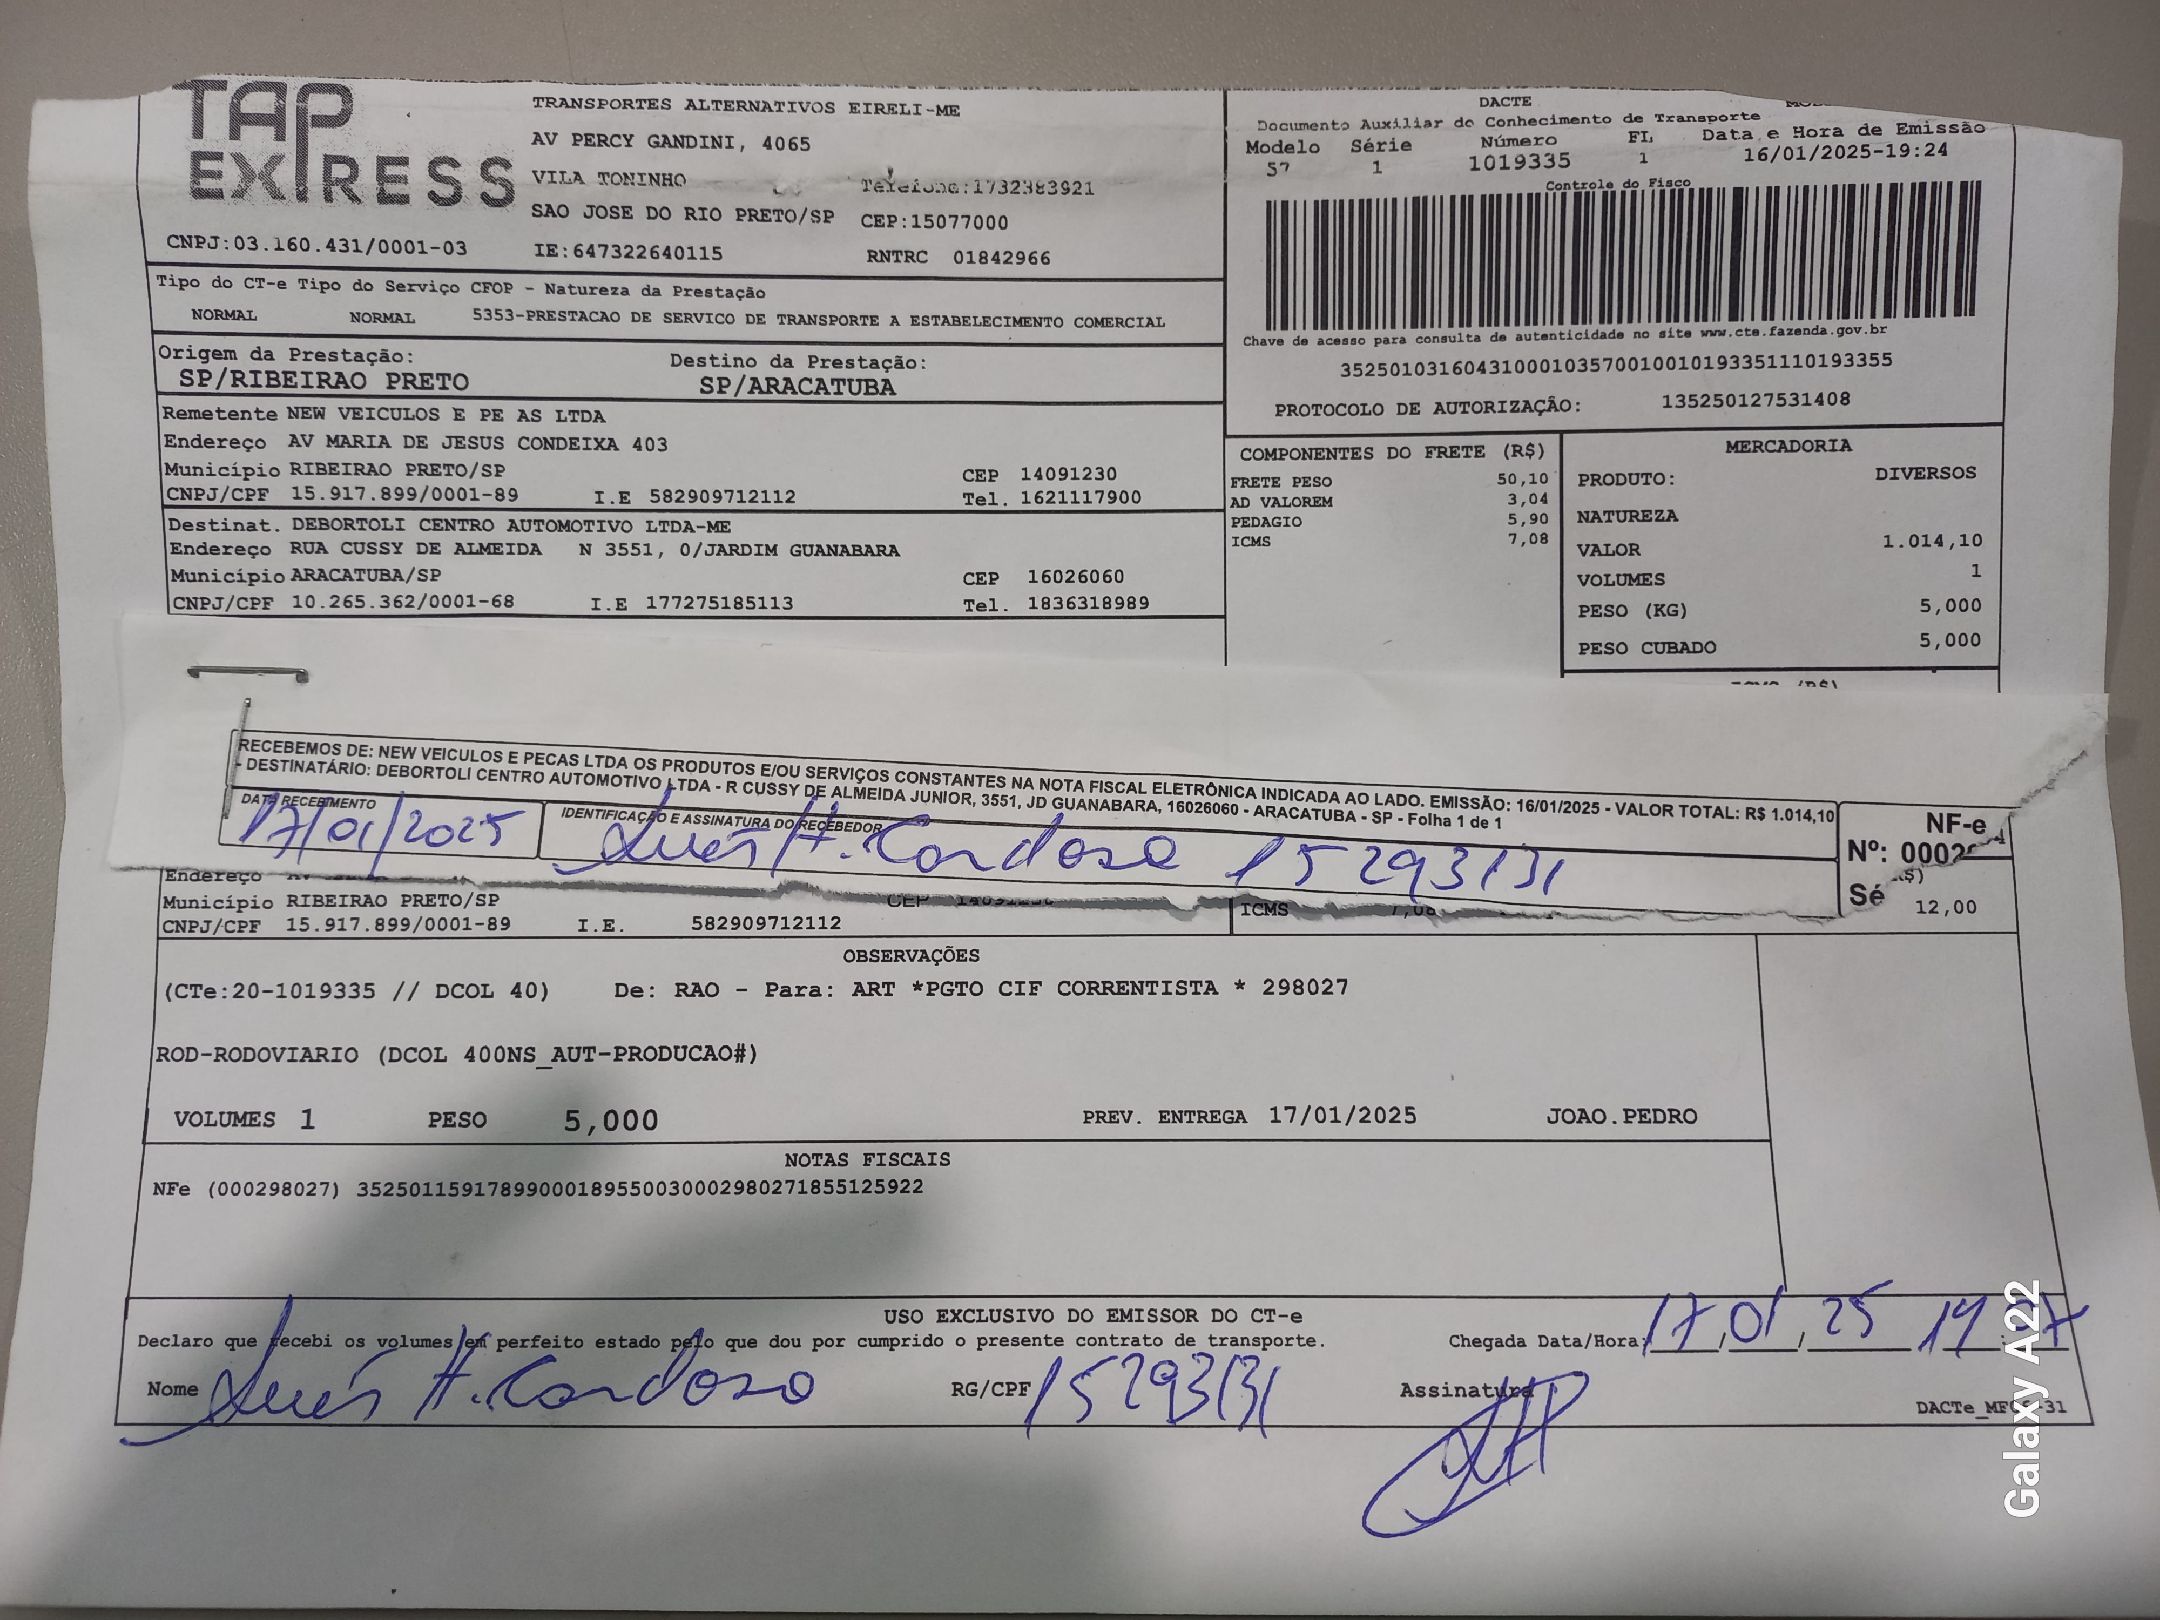 TAP
EXPRESS
TRANSPORTES ALTERNATIVOS EIRELI-ME
AV PERCY GANDINI, 4065
VILA TONINHO Telefone:1732383921
SAO JOSE DO RIO PRETO/SP CEP:15077000
CNPJ:03.160.431/0001-03 IE:647322640115 RNTRC 01842966
DACTE
Documento Auxiliar do Conhecimento de Transporte
Modelo Série Número FL Data e Hora de Emissão
57 1 1019335 1 16/01/2025-19:24
Controle do Fisco
Chave de acesso para consulta de autenticidade no site www.cte.fazenda.gov.br
35250103160431000103570010010193351110193355
PROTOCOLO DE AUTORIZAÇÃO: 135250127531408
Tipo do CT-e Tipo do Serviço CFOP - Natureza da Prestação
NORMAL NORMAL 5353-PRESTACAO DE SERVICO DE TRANSPORTE A ESTABELECIMENTO COMERCIAL
Origem da Prestação: Destino da Prestação:
SP/RIBEIRAO PRETO SP/ARACATUBA
Remetente NEW VEICULOS E PE AS LTDA
Endereço AV MARIA DE JESUS CONDEIXA 403
Município RIBEIRAO PRETO/SP CEP 14091230
CNPJ/CPF 15.917.899/0001-89 I.E 582909712112 Tel. 1621117900
Destinat. DEBORTOLI CENTRO AUTOMOTIVO LTDA-ME
Endereço RUA CUSSY DE ALMEIDA N 3551, 0/JARDIM GUANABARA
Município ARACATUBA/SP CEP 16026060
CNPJ/CPF 10.265.362/0001-68 I.E 177275185113 Tel. 1836318989
COMPONENTES DO FRETE (R$)
FRETE PESO 50,10
AD VALOREM 3,04
PEDAGIO 5,90
ICMS 7,08
MERCADORIA
PRODUTO: DIVERSOS
NATUREZA
VALOR 1.014,10
VOLUMES 1
PESO (KG) 5,000
PESO CUBADO 5,000
RECEBEMOS DE: NEW VEICULOS E PECAS LTDA OS PRODUTOS E/OU SERVIÇOS CONSTANTES NA NOTA FISCAL ELETRÔNICA INDICADA AO LADO. EMISSÃO: 16/01/2025 - VALOR TOTAL: R$ 1.014,10
- DESTINATÁRIO: DEBORTOLI CENTRO AUTOMOTIVO LTDA - R CUSSY DE ALMEIDA JUNIOR, 3551, JD GUANABARA, 16026060 - ARACATUBA - SP - Folha 1 de 1
DATA RECEBIMENTO IDENTIFICAÇÃO E ASSINATURA DO RECEBEDOR
17/01/2025 Inês H. Cardoso 15293131
NF-e
Nº: 0002
Sé
Endereço
Município RIBEIRAO PRETO/SP CEP
CNPJ/CPF 15.917.899/0001-89 I.E. 582909712112
ICMS 7,08
12,00
OBSERVAÇÕES
(CTe:20-1019335 // DCOL 40) De: RAO - Para: ART *PGTO CIF CORRENTISTA * 298027
ROD-RODOVIARIO (DCOL 400NS_AUT-PRODUCAO#)
VOLUMES 1 PESO 5,000 PREV. ENTREGA 17/01/2025 JOAO.PEDRO
NOTAS FISCAIS
NFe (000298027) 35250115917899000189550030002980271855125922
USO EXCLUSIVO DO EMISSOR DO CT-e
Declaro que recebi os volumes em perfeito estado pelo que dou por cumprido o presente contrato de transporte. Chegada Data/Hora: 17,01,25 14:27
Nome Inês H. Cardoso RG/CPF 15293131 Assinatura
Galaxy A22